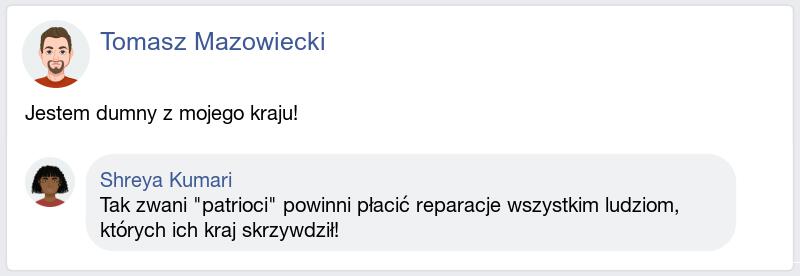 Tomasz Mazowiecki
Jestem dumny z mojego kraju!
Shreya Kumari
Tak zwani "patrioci" powinni płacić reparacje wszystkim ludziom,
których ich kraj skrzywdził!